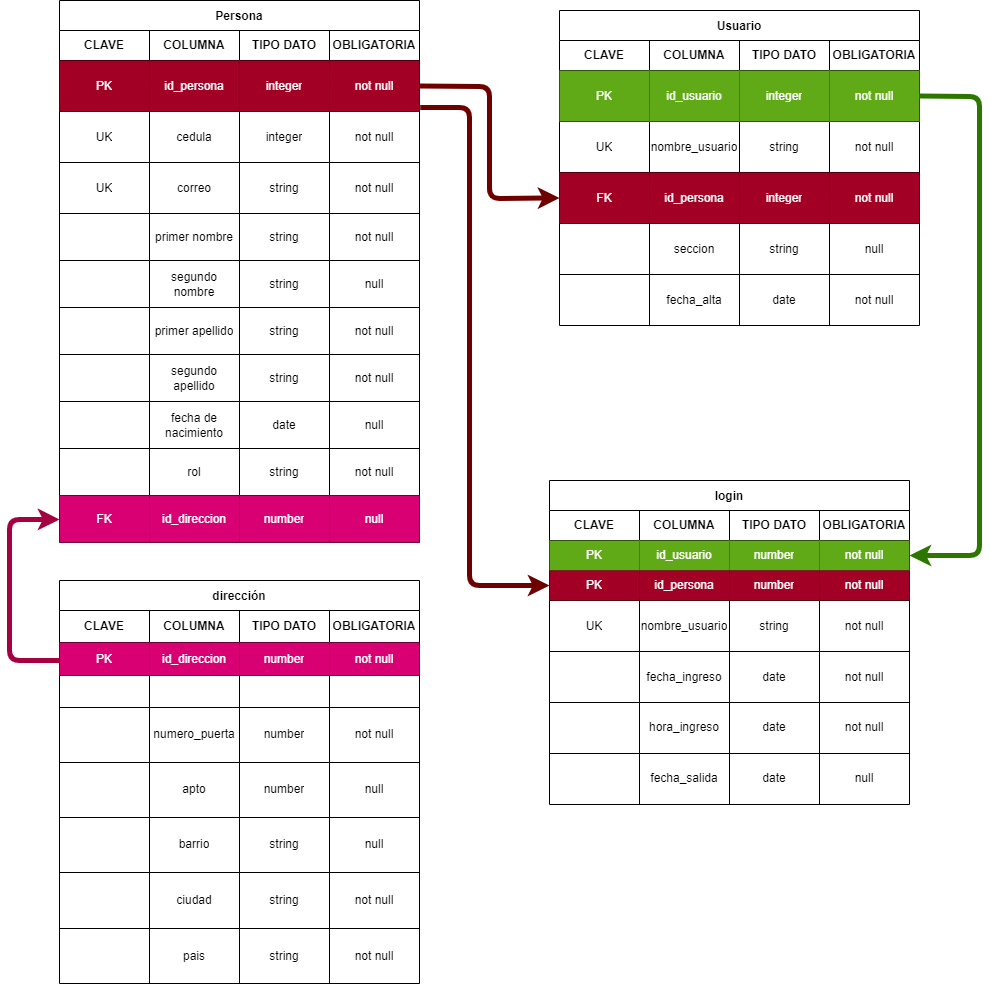 Persona
CLAVE COLUMNA TIPO DATO OBLIGATORIA
PK id_persona integer not null
UK cedula integer not null
UK correo string not null
primer nombre string not null
segundo
nombre string null
primer apellido string not null
segundo
apellido string not null
fecha de
nacimiento date null
rol string not null
FK id_direccion number null
dirección
CLAVE COLUMNA TIPO DATO OBLIGATORIA
PK id_direccion number not null
numero_puerta number not null
apto number null
barrio string null
ciudad string not null
pais string not null
Usuario
CLAVE COLUMNA TIPO DATO OBLIGATORIA
PK id_usuario integer not null
UK nombre_usuario string not null
FK id_persona integer not null
seccion string null
fecha_alta date not null
login
CLAVE COLUMNA TIPO DATO OBLIGATORIA
PK id_usuario number not null
PK id_persona number not null
UK nombre_usuario string not null
fecha_ingreso date not null
hora_ingreso date not null
fecha_salida date null